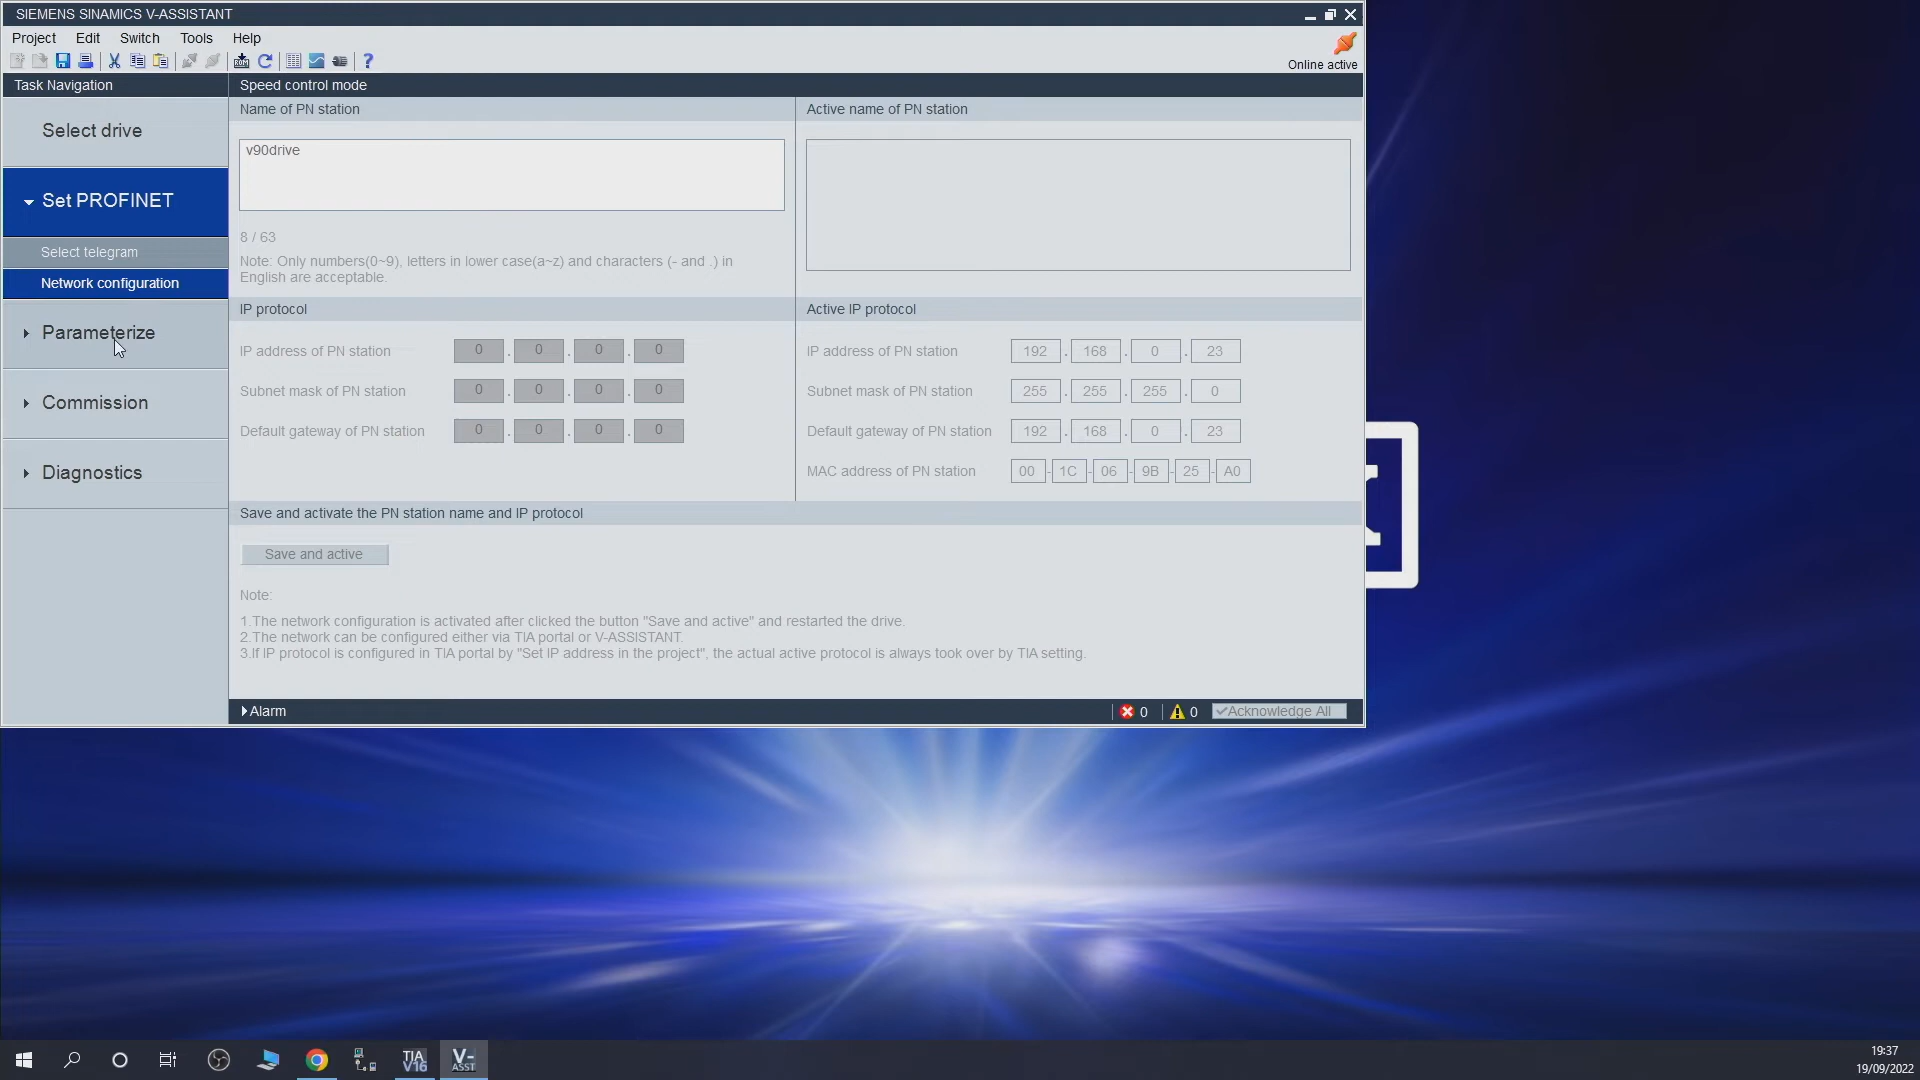 SIEMENS SINAMICS V-ASSISTANT
Project Edit Switch Tools Help
Online active
Task Navigation
Speed control mode
Select drive
Set PROFINET
Select telegram
Network configuration
Parameterize
Commission
Diagnostics
Name of PN station
v90drive
8 / 63
Note: Only numbers(0~9), letters in lower case(a~z) and characters (- and .) in
English are acceptable.
Active name of PN station
IP protocol
IP address of PN station 0 . 0 . 0 . 0
Subnet mask of PN station 0 . 0 . 0 . 0
Default gateway of PN station 0 . 0 . 0 . 0
Active IP protocol
IP address of PN station 192 . 168 . 0 . 23
Subnet mask of PN station 255 . 255 . 255 . 0
Default gateway of PN station 192 . 168 . 0 . 23
MAC address of PN station 00 - 1C - 06 - 9B - 25 - A0
Save and activate the PN station name and IP protocol
Save and active
Note:
1.The network configuration is activated after clicked the button "Save and active" and restarted the drive.
2.The network can be configured either via TIA portal or V-ASSISTANT.
3.If IP protocol is configured in TIA portal by "Set IP address in the project", the actual active protocol is always took over by TIA setting.
Alarm
0 0 Acknowledge All
TIA
V16
V-
ASST
19:37
19/09/2022